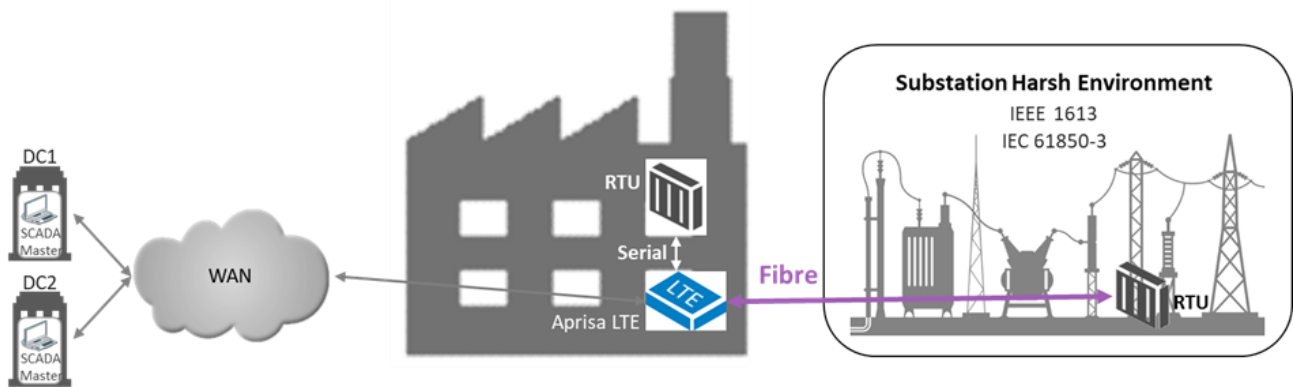 DC1
SCADA
Master
DC2
SCADA
Master
WAN
RTU
Serial
LTE
Aprisa LTE
Fibre
Substation Harsh Environment
IEEE 1613
IEC 61850-3
RTU